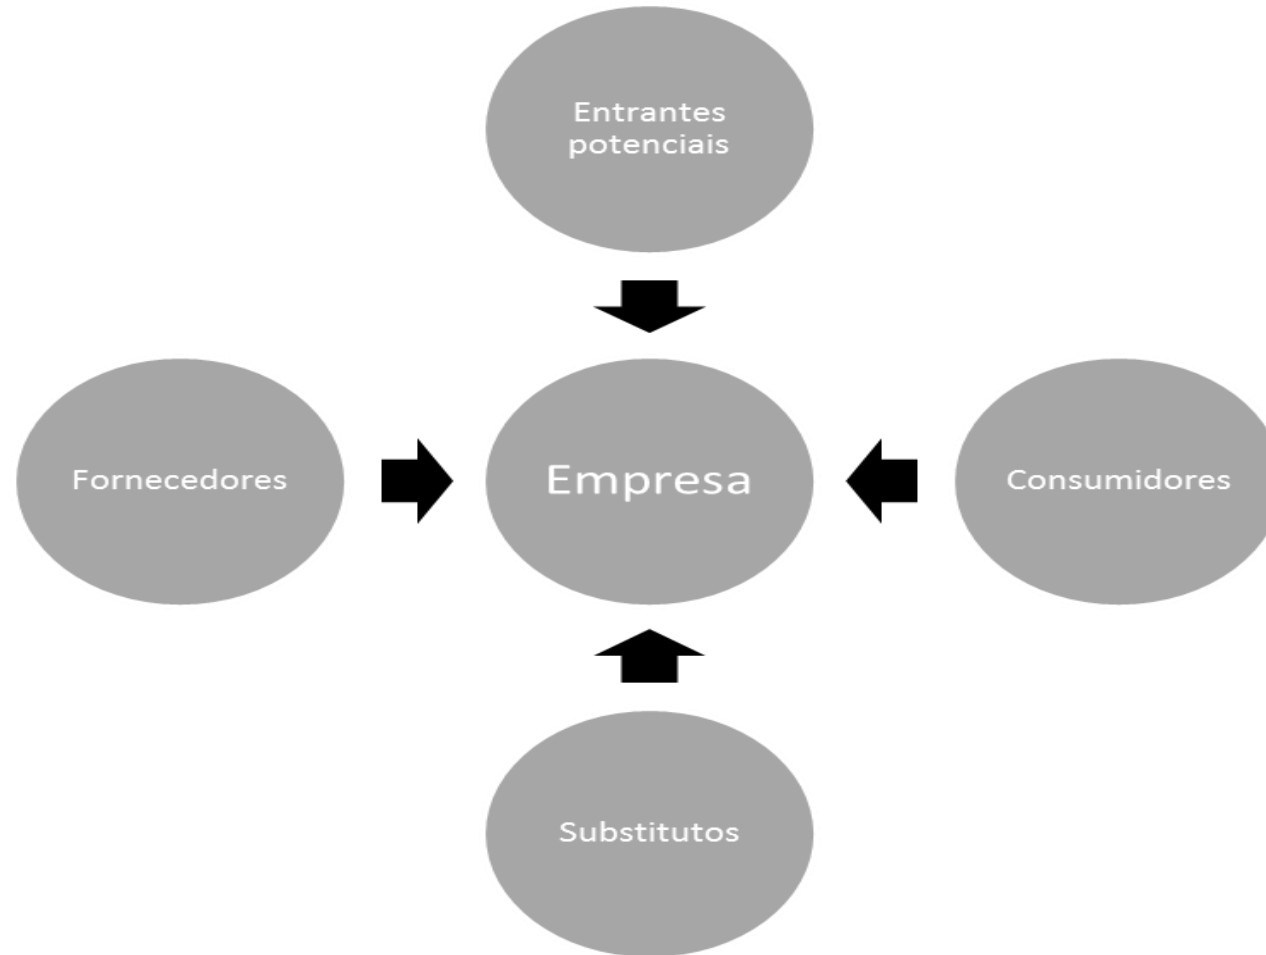 Entrantes
potenciais
Fornecedores
Empresa
Consumidores
Substitutos